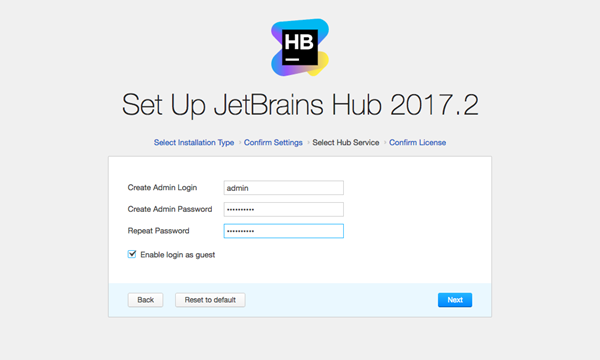 HB
Set Up JetBrains Hub 2017.2
Select Installation Type › Confirm Settings › Select Hub Service › Confirm License
Create Admin Login admin
Create Admin Password ••••••••••
Repeat Password ••••••••••
Enable login as guest
Back Reset to default Next